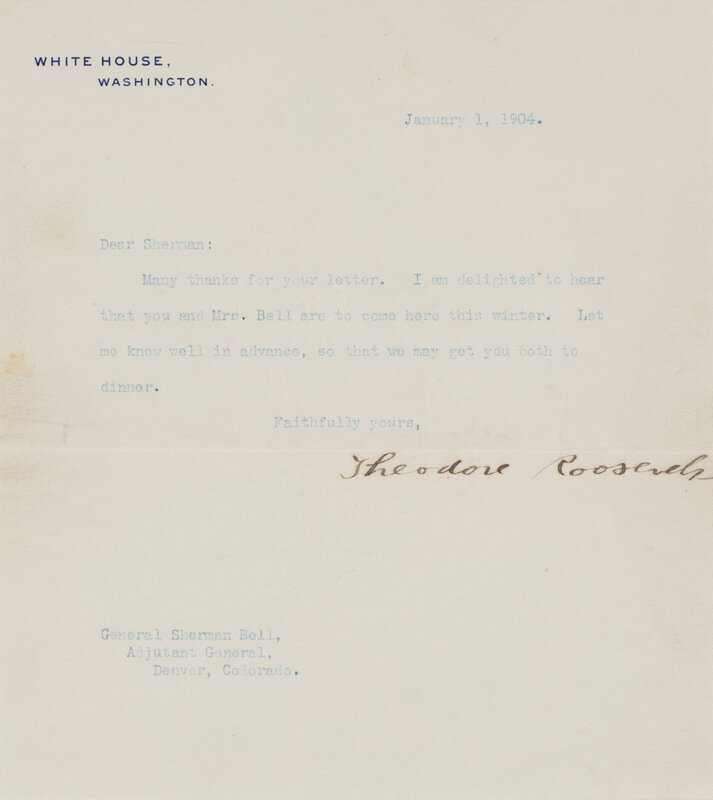 WHITE HOUSE,
WASHINGTON.
January 1, 1904.
Dear Sherman:
Many thanks for your letter. I am delighted to hear
that you and Mrs. Bell are to come here this winter. Let
me know well in advance, so that we may get you both to
dinner.
Faithfully yours,
Theodore Roosevelt
General Sherman Bell,
Adjutant General,
Denver, Colorado.